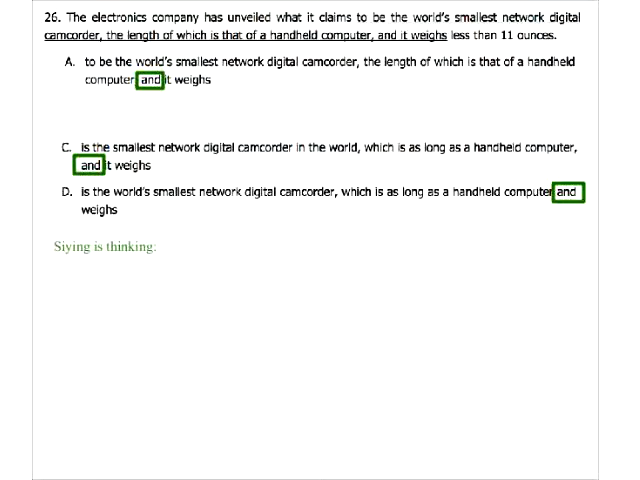 26. The electronics company has unveiled what it claims to be the world's smallest network digital
camcorder, the length of which is that of a handheld computer, and it weighs less than 11 ounces.
A. to be the world's smallest network digital camcorder, the length of which is that of a handheld
computer, and it weighs
C. is the smallest network digital camcorder in the world, which is as long as a handheld computer,
and it weighs
D. is the world's smallest network digital camcorder, which is as long as a handheld computer and
weighs
Siying is thinking: